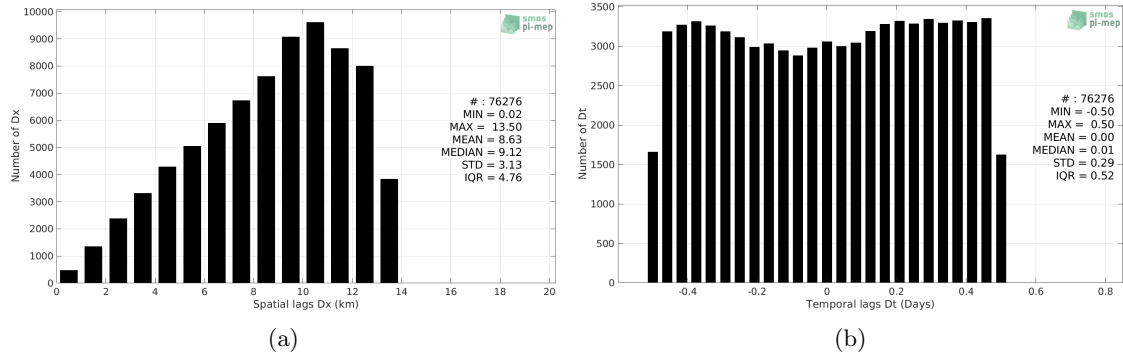 10000
9000
8000
7000
6000
5000
4000
3000
2000
1000
0
Number of Dx
0 2 4 6 8 10 12 14 16 18 20
Spatial lags Dx (km)
smos
pi-mep
# : 76276
MIN = 0.02
MAX = 13.50
MEAN = 8.63
MEDIAN = 9.12
STD = 3.13
IQR = 4.76
(a)
3500
3000
2500
2000
1500
1000
500
0
Number of Dt
-0.4 -0.2 0 0.2 0.4 0.6 0.8
Temporal lags Dt (Days)
smos
pi-mep
# : 76276
MIN = -0.50
MAX = 0.50
MEAN = 0.00
MEDIAN = 0.01
STD = 0.29
IQR = 0.52
(b)